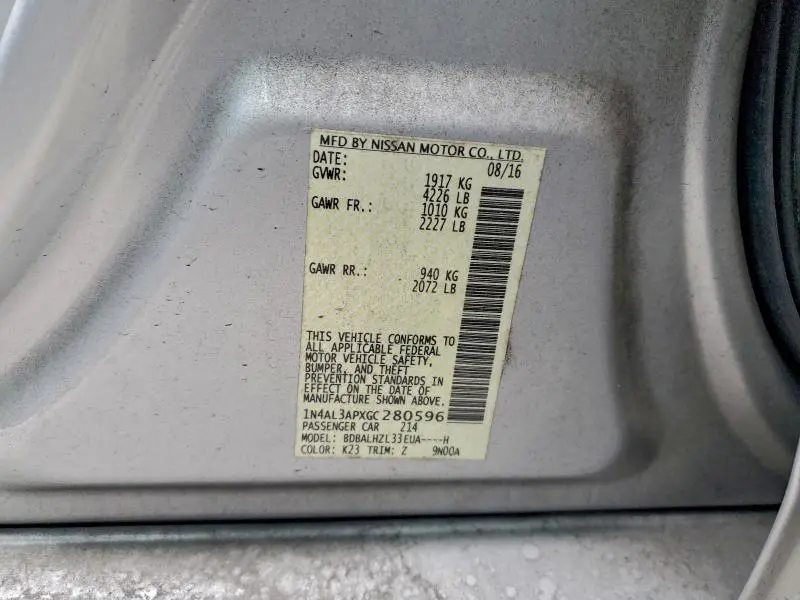 MFD BY NISSAN MOTOR CO., LTD.
DATE: 08/16
GVWR: 1917 KG
4226 LB
GAWR FR.: 1010 KG
2227 LB
GAWR RR.: 940 KG
2072 LB
THIS VEHICLE CONFORMS TO
ALL APPLICABLE FEDERAL
MOTOR VEHICLE SAFETY,
BUMPER, AND THEFT
PREVENTION STANDARDS IN
EFFECT ON THE DATE OF
MANUFACTURE SHOWN ABOVE.
1N4AL3APXGC280596
PASSENGER CAR 214
MODEL: BDBALHZL33EUA----H
COLOR: K23 TRIM: Z 9N00A